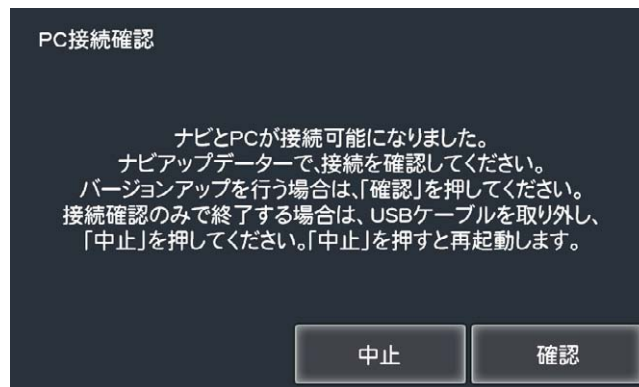 PC接続確認
ナビとPCが接続可能になりました。
ナビアップデーターで、接続を確認してください。
バージョンアップを行う場合は、「確認」を押してください。
接続確認のみで終了する場合は、USBケーブルを取り外し、
「中止」を押してください。「中止」を押すと再起動します。
中止
確認